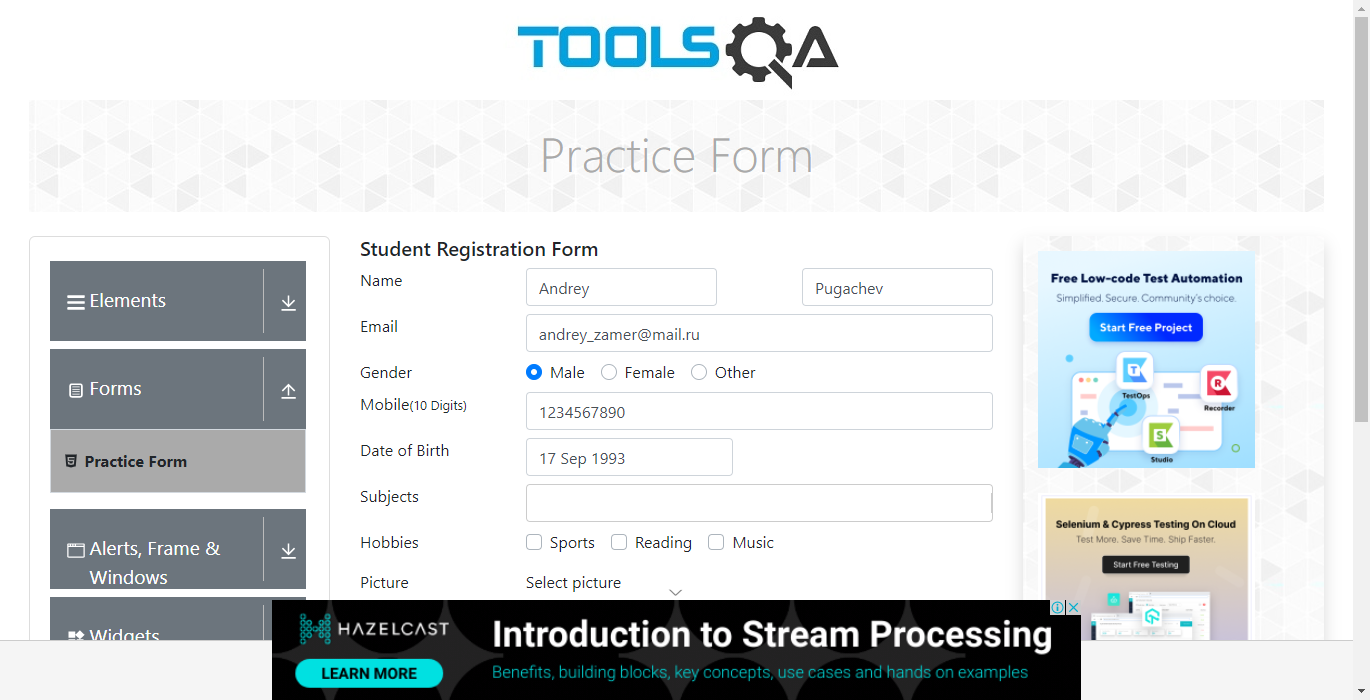 TOOLSQA
Practice Form
Elements
Forms
Practice Form
Alerts, Frame &
Windows
Widgets
Student Registration Form
Name Andrey Pugachev
Email andrey_zamer@mail.ru
Gender Male Female Other
Mobile(10 Digits) 1234567890
Date of Birth 17 Sep 1993
Subjects
Hobbies Sports Reading Music
Picture Select picture
Free Low-code Test Automation
Simplified. Secure. Community's choice.
Start Free Project
T
TestOps
R
Recorder
S
Studio
Selenium & Cypress Testing On Cloud
Test More. Save Time. Ship Faster.
Start Free Testing
HAZELCAST
LEARN MORE
Introduction to Stream Processing
Benefits, building blocks, key concepts, use cases and hands on examples